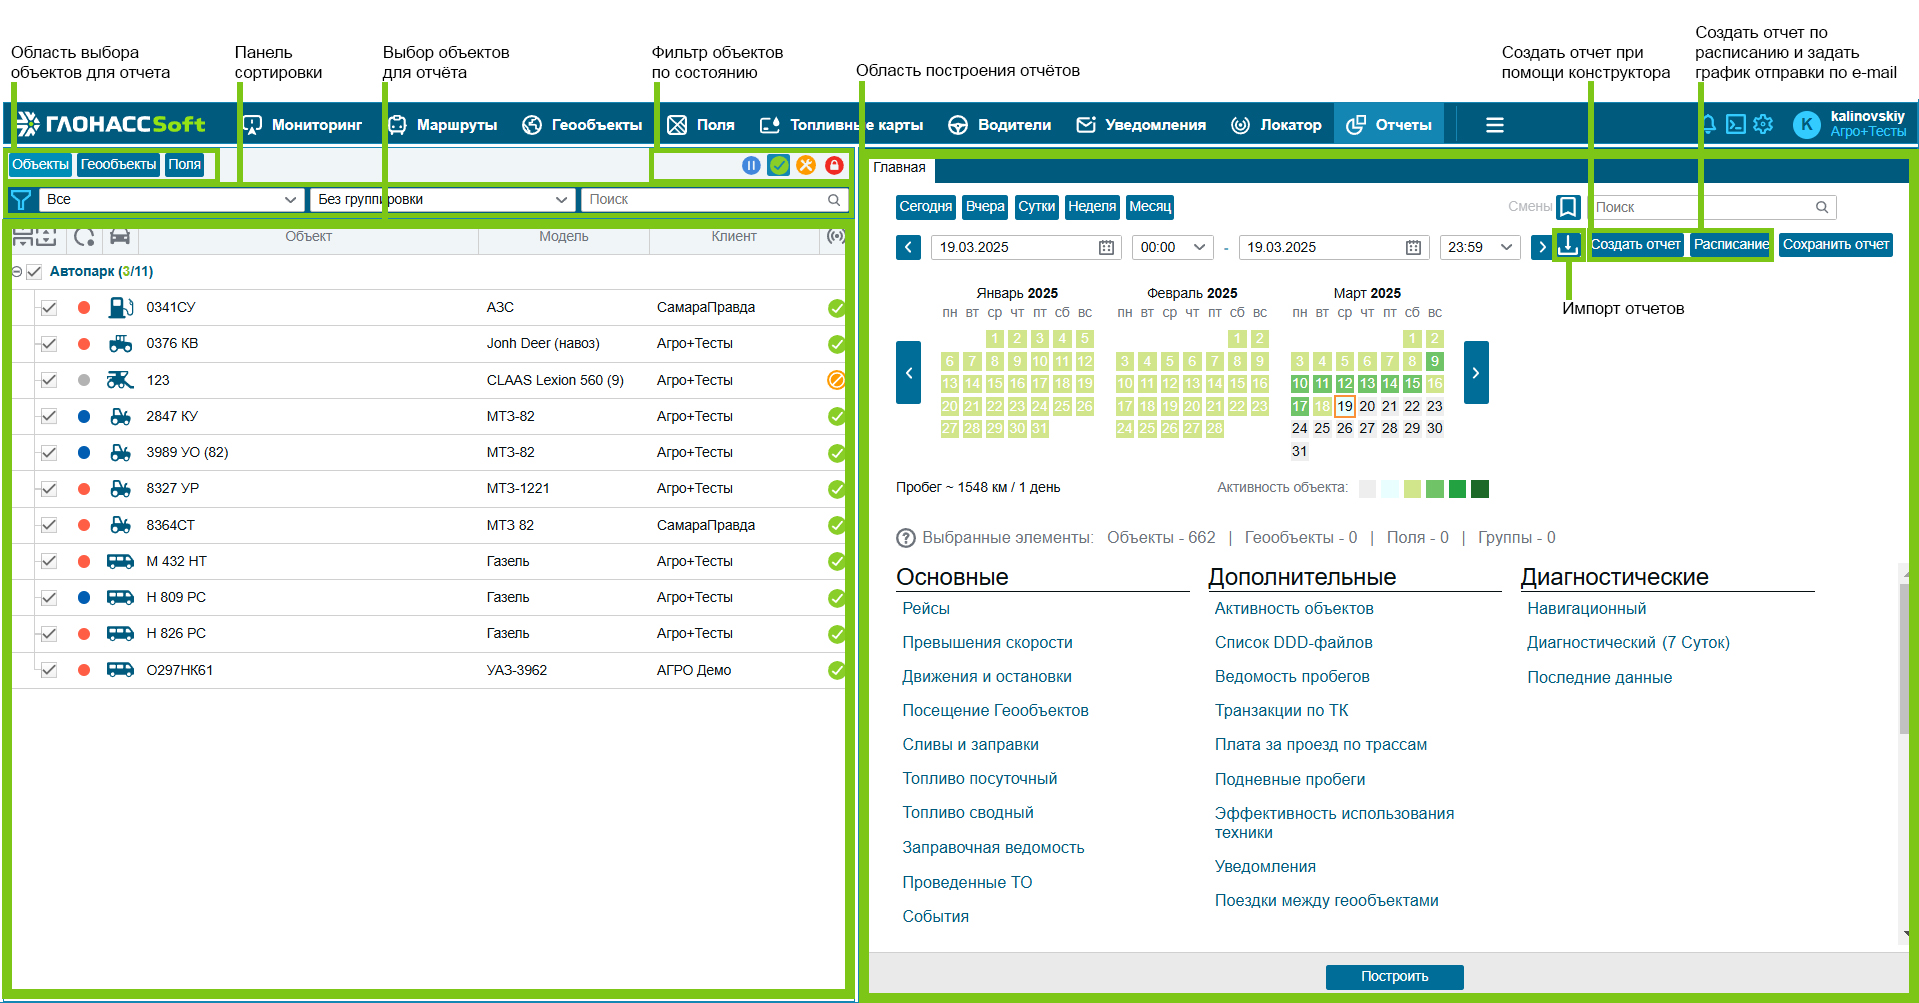 Область выбора
объектов для отчета
Панель
сортировки
Выбор объектов
для отчёта
Фильтр объектов
по состоянию
Область построения отчётов
Создать отчет при
помощи конструктора
Создать отчет по
расписанию и задать
график отправки по e-mail
ГЛОНАССSoft
Мониторинг
Маршруты
Геообъекты
Поля
Топливные карты
Водители
Уведомления
Локатор
Отчеты
K
kalinovskiy
Агро+Тесты
Объекты Геообъекты Поля
Все
Без группировки
Поиск
Объект Модель Клиент
Автопарк (3/11)
0341СУ АЗС СамараПравда
0376 КВ Jonh Deer (навоз) Агро+Тесты
123 CLAAS Lexion 560 (9) Агро+Тесты
2847 КУ МТЗ-82 Агро+Тесты
3989 УО (82) МТЗ-82 Агро+Тесты
8327 УР МТЗ-1221 Агро+Тесты
8364СТ МТЗ 82 СамараПравда
М 432 НТ Газель Агро+Тесты
Н 809 РС Газель Агро+Тесты
Н 826 РС Газель Агро+Тесты
О297НК61 УАЗ-3962 АГРО Демо
Главная
Сегодня Вчера Сутки Неделя Месяц
Смены
Поиск
19.03.2025 00:00 - 19.03.2025 23:59
Создать отчет Расписание Сохранить отчет
Импорт отчетов
Январь 2025 Февраль 2025 Март 2025
пн вт ср чт пт сб вс пн вт ср чт пт сб вс пн вт ср чт пт сб вс
1 2 3 4 5 1 2 1 2
6 7 8 9 10 11 12 3 4 5 6 7 8 9 3 4 5 6 7 8 9
13 14 15 16 17 18 19 10 11 12 13 14 15 16 10 11 12 13 14 15 16
20 21 22 23 24 25 26 17 18 19 20 21 22 23 17 18 19 20 21 22 23
27 28 29 30 31 24 25 26 27 28 24 25 26 27 28 29 30
31
Пробег ~ 1548 км / 1 день
Активность объекта:
Выбранные элементы: Объекты - 662 | Геообъекты - 0 | Поля - 0 | Группы - 0
Основные
Рейсы
Превышения скорости
Движения и остановки
Посещение Геообъектов
Сливы и заправки
Топливо посуточный
Топливо сводный
Заправочная ведомость
Проведенные ТО
События
Дополнительные
Активность объектов
Список DDD-файлов
Ведомость пробегов
Транзакции по ТК
Плата за проезд по трассам
Подневные пробеги
Эффективность использования
техники
Уведомления
Поездки между геообъектами
Диагностические
Навигационный
Диагностический (7 Суток)
Последние данные
Построить